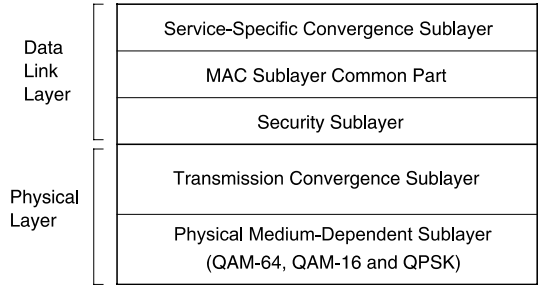 Data
Link
Layer
Service-Specific Convergence Sublayer
MAC Sublayer Common Part
Security Sublayer
Physical
Layer
Transmission Convergence Sublayer
Physical Medium-Dependent Sublayer
(QAM-64, QAM-16 and QPSK)